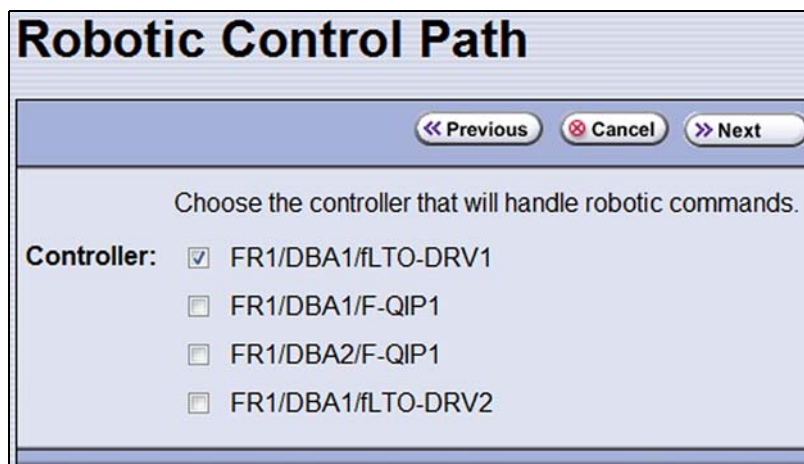 Robotic Control Path
Previous Cancel Next
Choose the controller that will handle robotic commands.
Controller: FR1/DBA1/fLTO-DRV1
FR1/DBA1/F-QIP1
FR1/DBA2/F-QIP1
FR1/DBA1/fLTO-DRV2